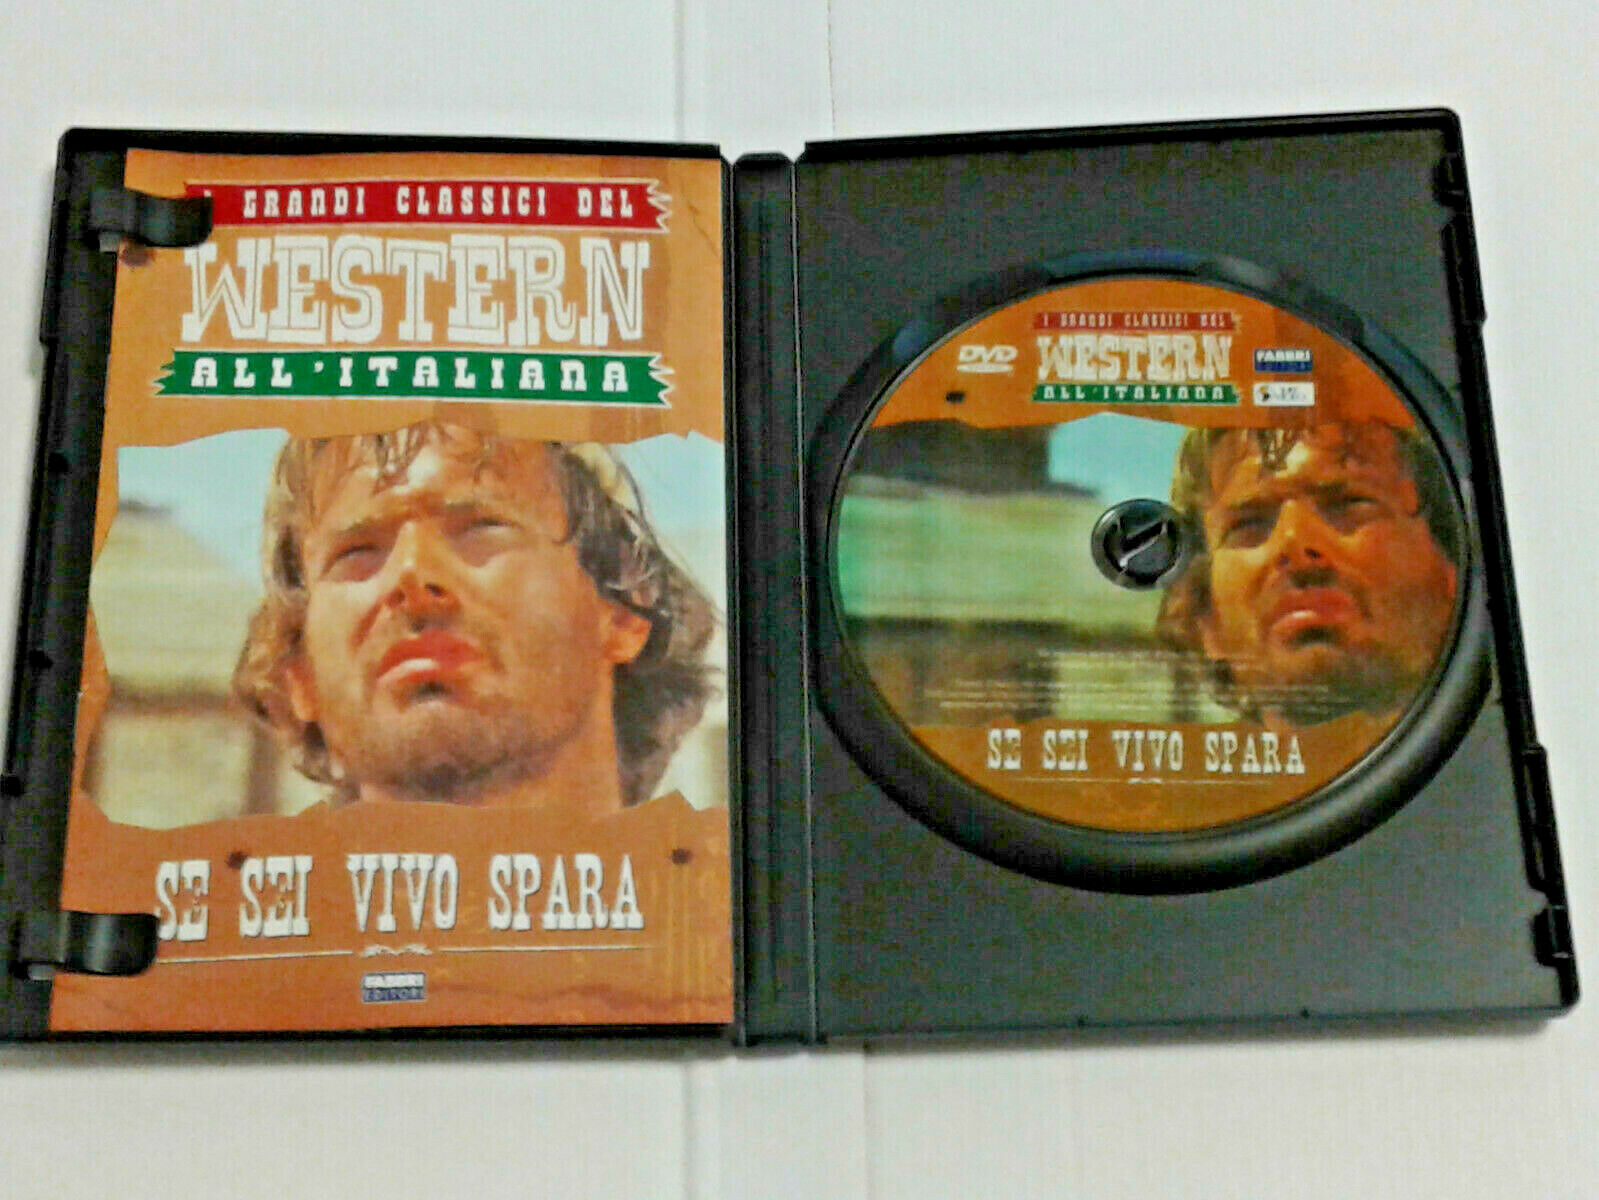 I GRANDI CLASSICI DEL
WESTERN
ALL'ITALIANA
SE SEI VIVO SPARA
FABBRI
EDITORI
DVD
I GRANDI CLASSICI DEL
WESTERN
ALL'ITALIANA
FABBRI
EDITORI
SE SEI VIVO SPARA